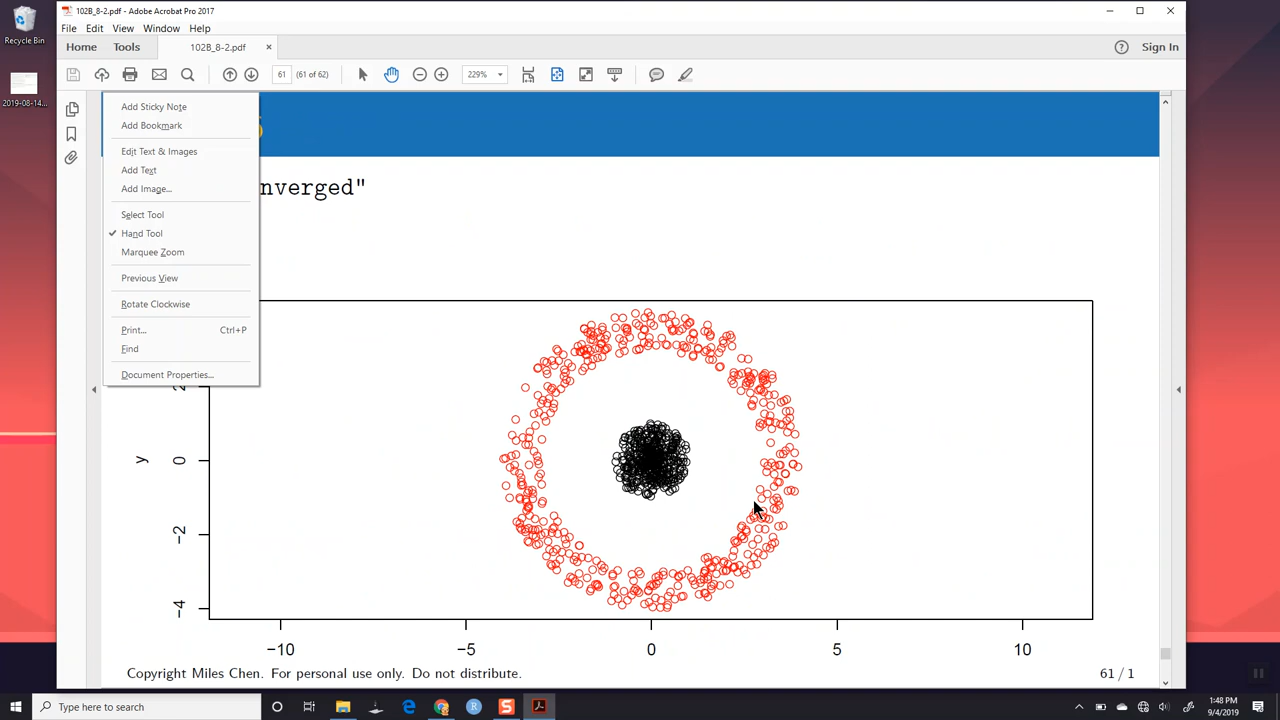 102B_8-2.pdf - Adobe Acrobat Pro 2017
Recycle Bin
File Edit View Window Help
Home Tools 102B_8-2.pdf × Sign In
61 (61 of 62) 229%
2019-08-14...
Add Sticky Note
Add Bookmark
Edit Text & Images
Add Text
Add Image...
Select Tool
Hand Tool
Marquee Zoom
Previous View
Rotate Clockwise
Print... Ctrl+P
Find
Document Properties...
nverged"
y
0
−2
−4
−10 −5 0 5 10
Copyright Miles Chen. For personal use only. Do not distribute. 61 / 1
Type here to search
1:48 PM
9/4/2019